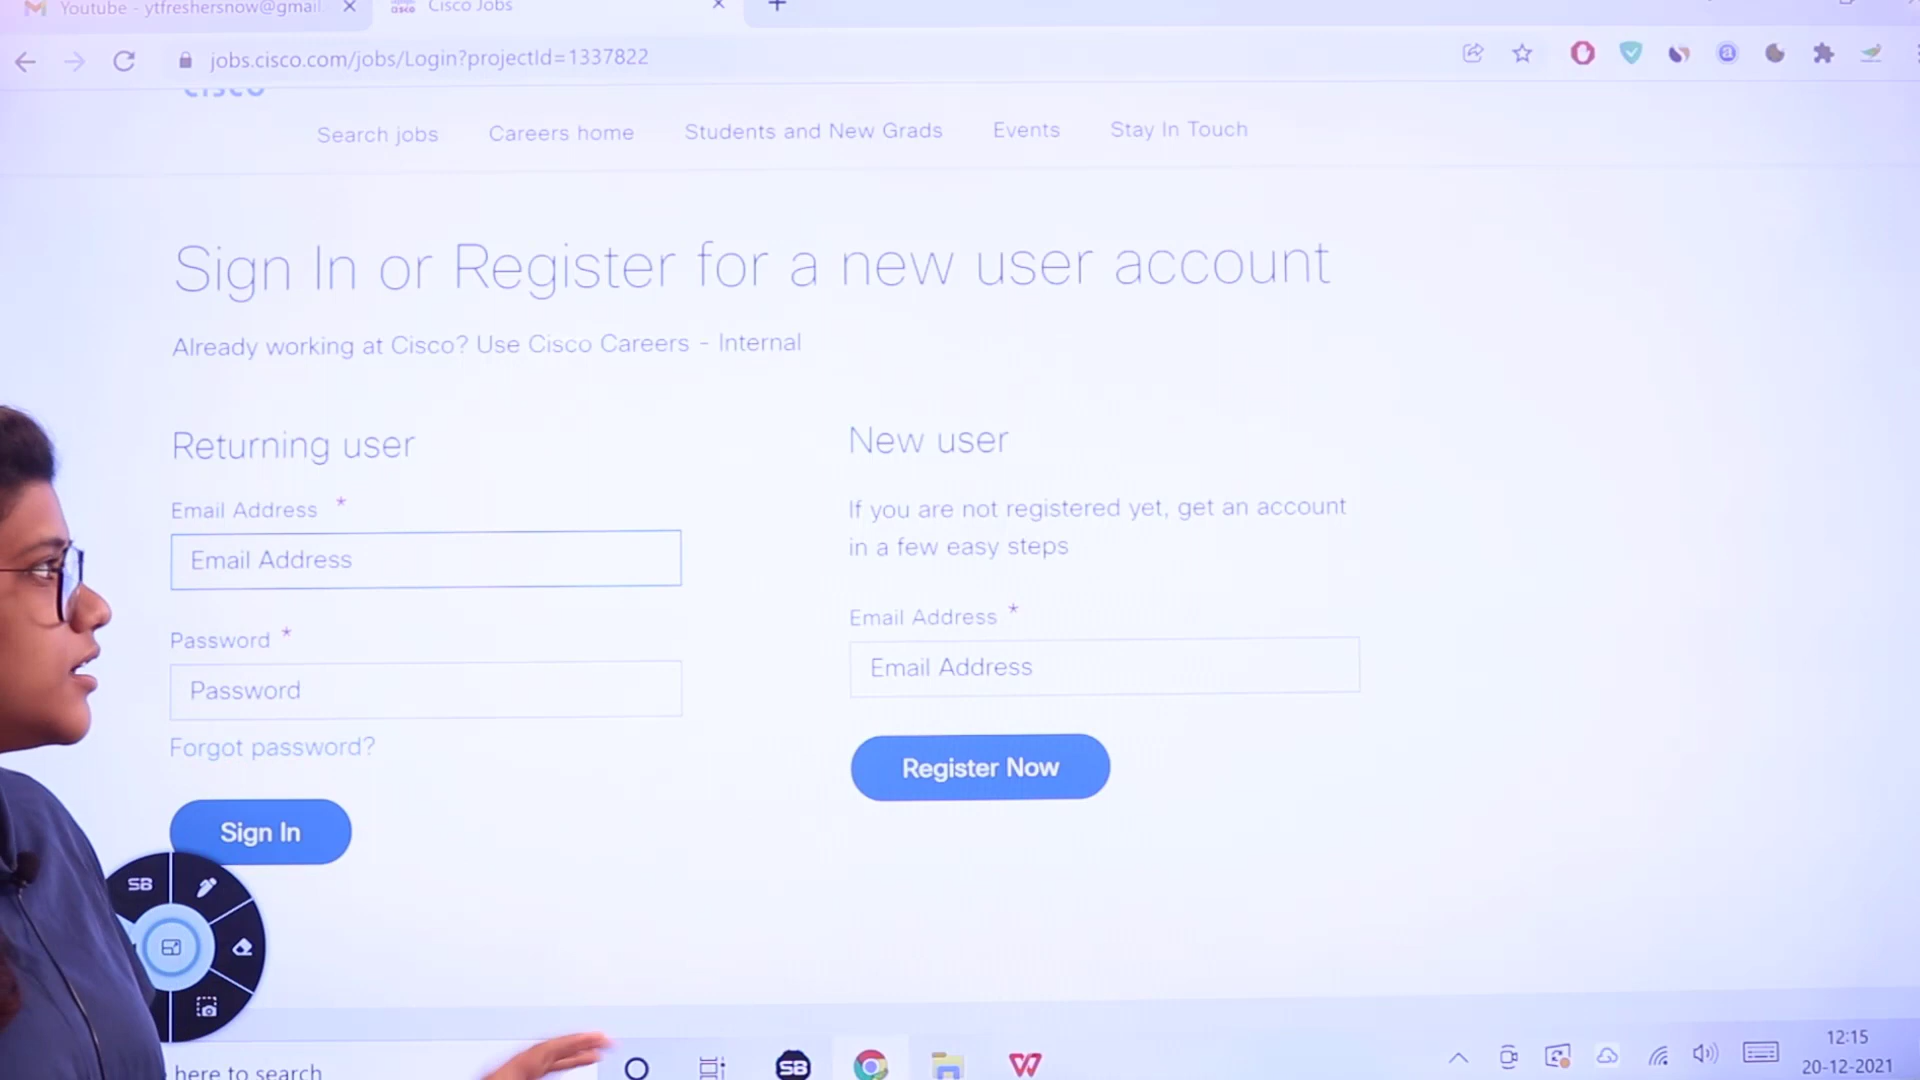 Youtube - ytfreshersnow@gmail
Cisco Jobs
jobs.cisco.com/jobs/Login?projectId=1337822
cisco
Search jobs
Careers home
Students and New Grads
Events
Stay In Touch
Sign In or Register for a new user account
Already working at Cisco? Use Cisco Careers - Internal
Returning user
Email Address *
Email Address
Password *
Password
Forgot password?
Sign In
New user
If you are not registered yet, get an account
in a few easy steps
Email Address *
Email Address
Register Now
SB
here to search
SB
12:15
20-12-2021